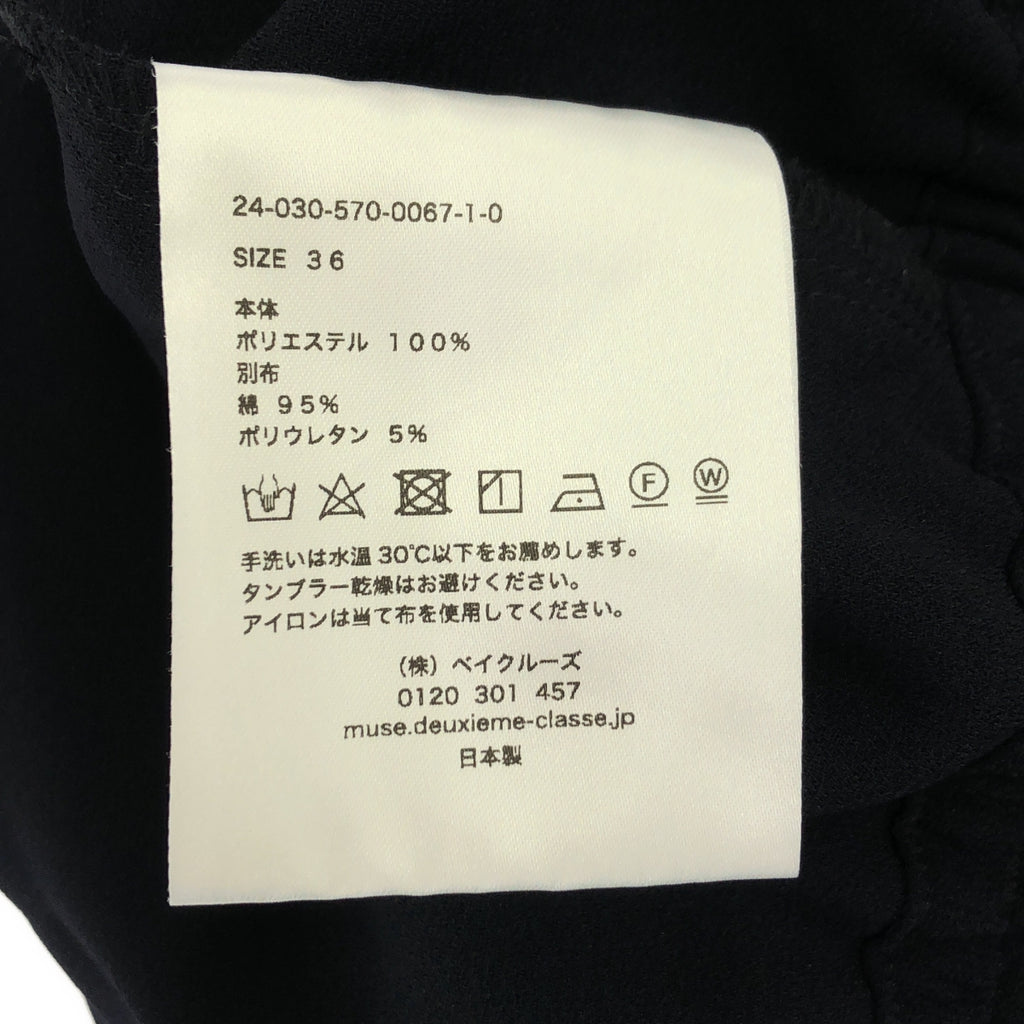 24-030-570-0067-1-0
SIZE 36
本体
ポリエステル 100%
別布
綿 95%
ポリウレタン 5%
F W
手洗いは水温30℃以下をお薦めします。
タンブラー乾燥はお避けください。
アイロンは当て布を使用してください。
（株）ベイクルーズ
0120 301 457
muse.deuxieme-classe.jp
日本製